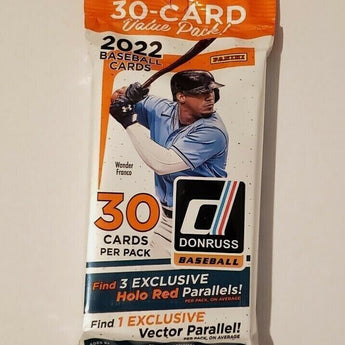 30-CARD
Value Pack!
2022
BASEBALL
CARDS
PANINI
Wander
Franco
30
CARDS
PER PACK
DONRUSS
BASEBALL
Find 3 EXCLUSIVE
Holo Red Parallels!
PER PACK, ON AVERAGE
Find 1 EXCLUSIVE
Vector Parallel!
PER PACK, ON AVERAGE